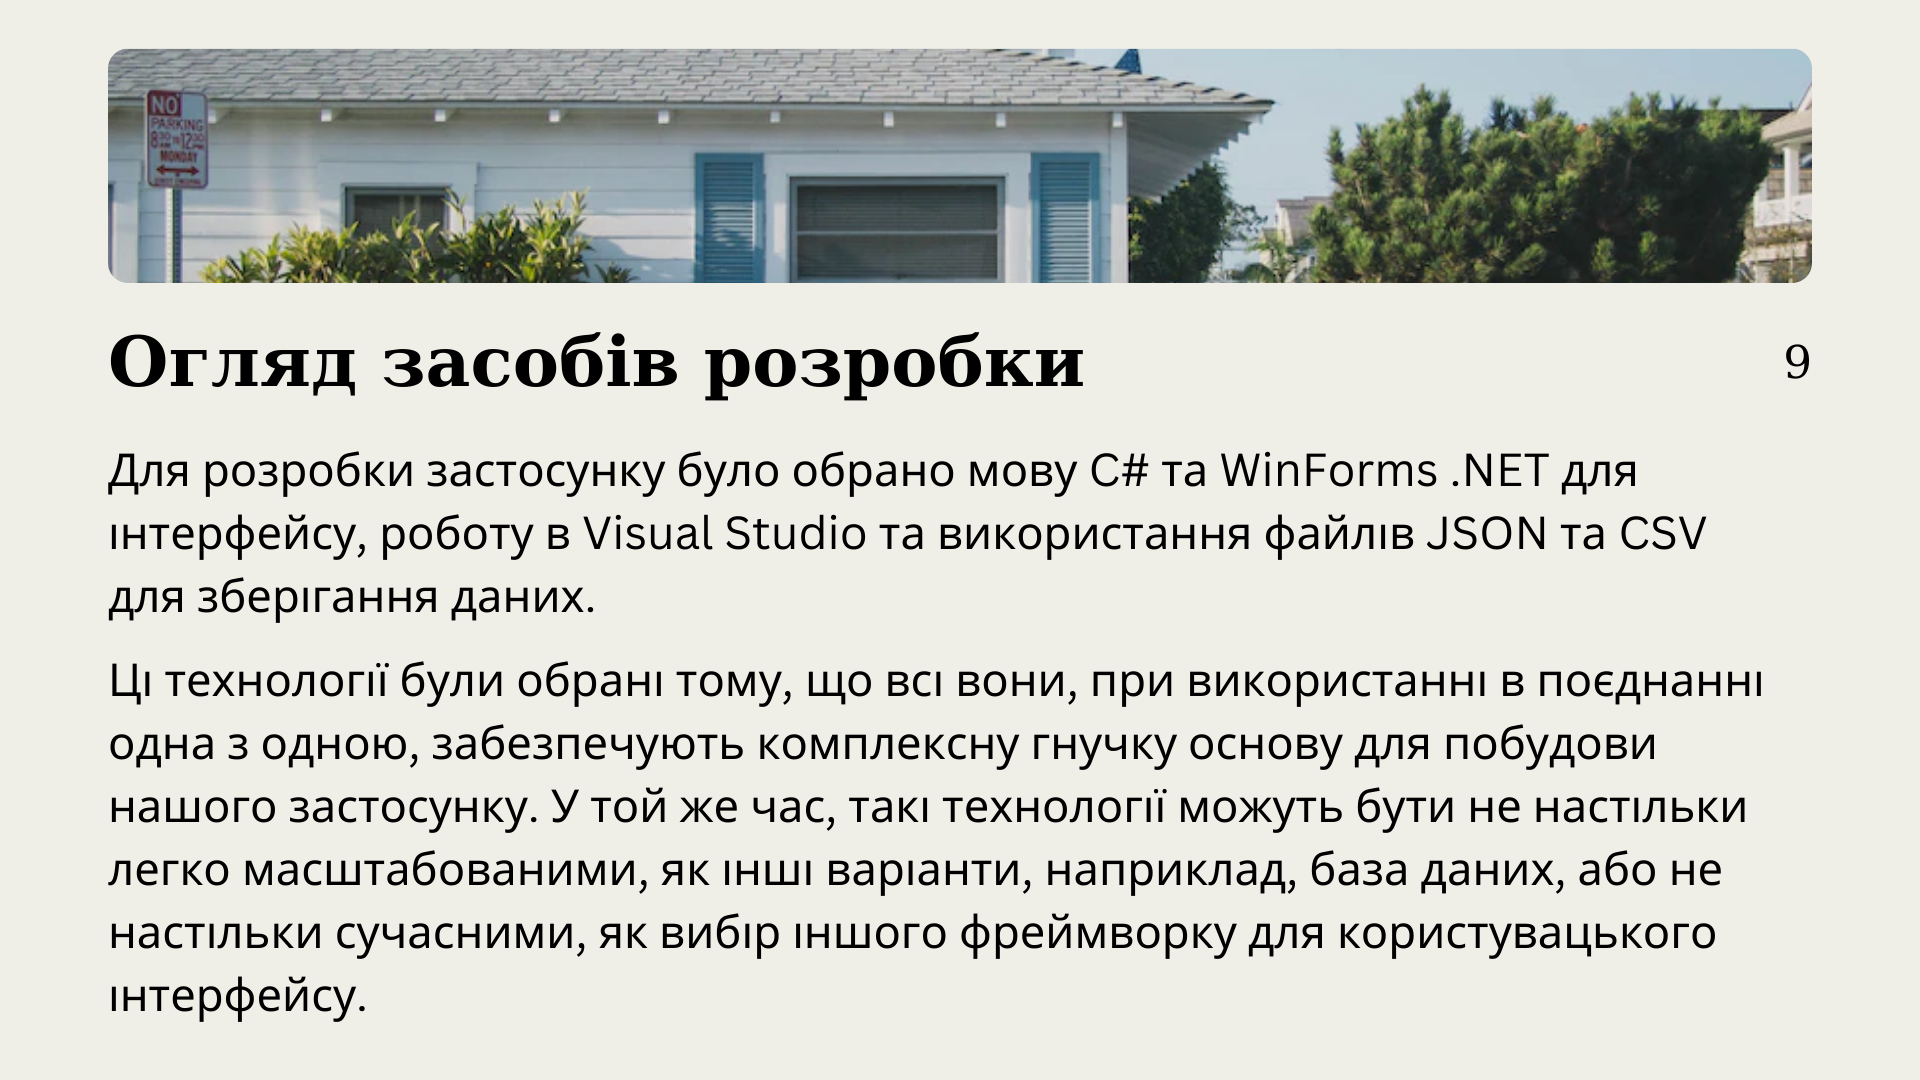 NO
PARKING
8:30 AM TO 12:30 PM
MONDAY
Огляд засобів розробки
9
Для розробки застосунку було обрано мову C# та WinForms .NET для
інтерфейсу, роботу в Visual Studio та використання файлів JSON та CSV
для зберігання даних.
Ці технології були обрані тому, що всі вони, при використанні в поєднанні
одна з одною, забезпечують комплексну гнучку основу для побудови
нашого застосунку. У той же час, такі технології можуть бути не настільки
легко масштабованими, як інші варіанти, наприклад, база даних, або не
настільки сучасними, як вибір іншого фреймворку для користувацького
інтерфейсу.